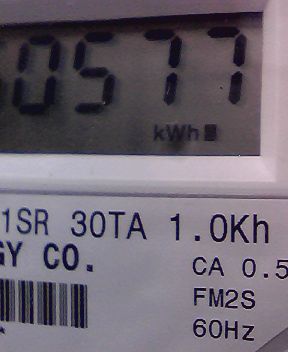 0577
kWh
1SR 30TA 1.0Kh
GY CO.
CA 0.5
FM2S
60Hz